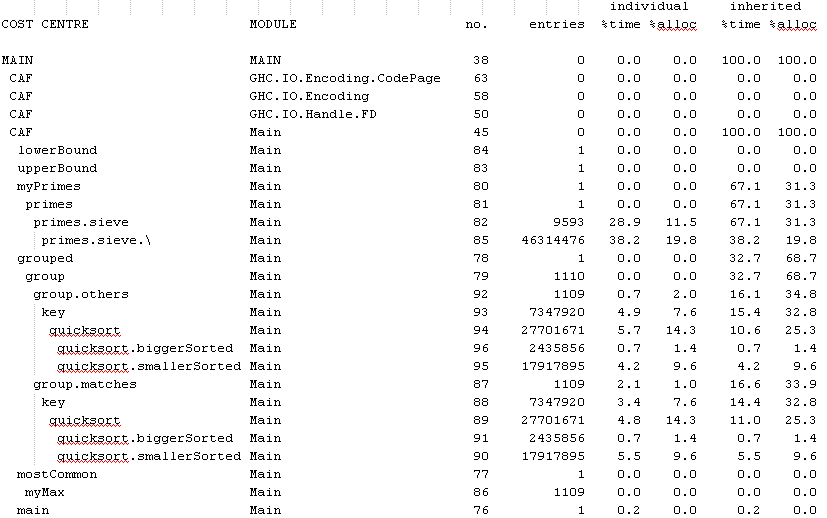 individual inherited
COST CENTRE MODULE no. entries %time %alloc %time %alloc
MAIN MAIN 38 0 0.0 0.0 100.0 100.0
CAF GHC.IO.Encoding.CodePage 63 0 0.0 0.0 0.0 0.0
CAF GHC.IO.Encoding 58 0 0.0 0.0 0.0 0.0
CAF GHC.IO.Handle.FD 50 0 0.0 0.0 0.0 0.0
CAF Main 45 0 0.0 0.0 100.0 100.0
lowerBound Main 84 1 0.0 0.0 0.0 0.0
upperBound Main 83 1 0.0 0.0 0.0 0.0
myPrimes Main 80 1 0.0 0.0 67.1 31.3
primes Main 81 1 0.0 0.0 67.1 31.3
primes.sieve Main 82 9593 28.9 11.5 67.1 31.3
primes.sieve.\ Main 85 46314476 38.2 19.8 38.2 19.8
grouped Main 78 1 0.0 0.0 32.7 68.7
group Main 79 1110 0.0 0.0 32.7 68.7
group.others Main 92 1109 0.7 2.0 16.1 34.8
key Main 93 7347920 4.9 7.6 15.4 32.8
quicksort Main 94 27701671 5.7 14.3 10.6 25.3
quicksort.biggerSorted Main 96 2435856 0.7 1.4 0.7 1.4
quicksort.smallerSorted Main 95 17917895 4.2 9.6 4.2 9.6
group.matches Main 87 1109 2.1 1.0 16.6 33.9
key Main 88 7347920 3.4 7.6 14.4 32.8
quicksort Main 89 27701671 4.8 14.3 11.0 25.3
quicksort.biggerSorted Main 91 2435856 0.7 1.4 0.7 1.4
quicksort.smallerSorted Main 90 17917895 5.5 9.6 5.5 9.6
mostCommon Main 77 1 0.0 0.0 0.0 0.0
myMax Main 86 1109 0.0 0.0 0.0 0.0
main Main 76 1 0.2 0.0 0.2 0.0